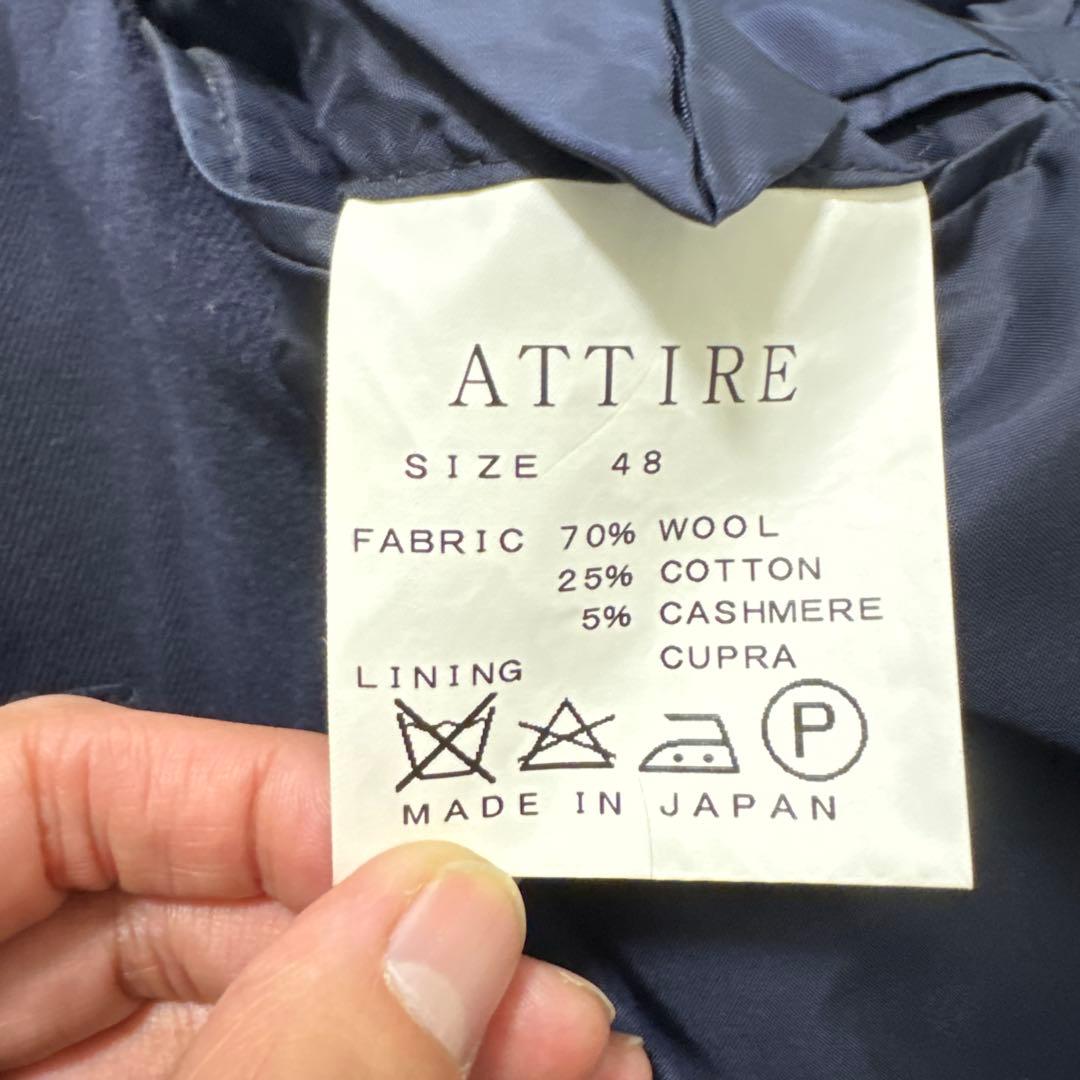 ATTIRE
SIZE 48
FABRIC 70% WOOL
25% COTTON
5% CASHMERE
LINING CUPRA
P
MADE IN JAPAN